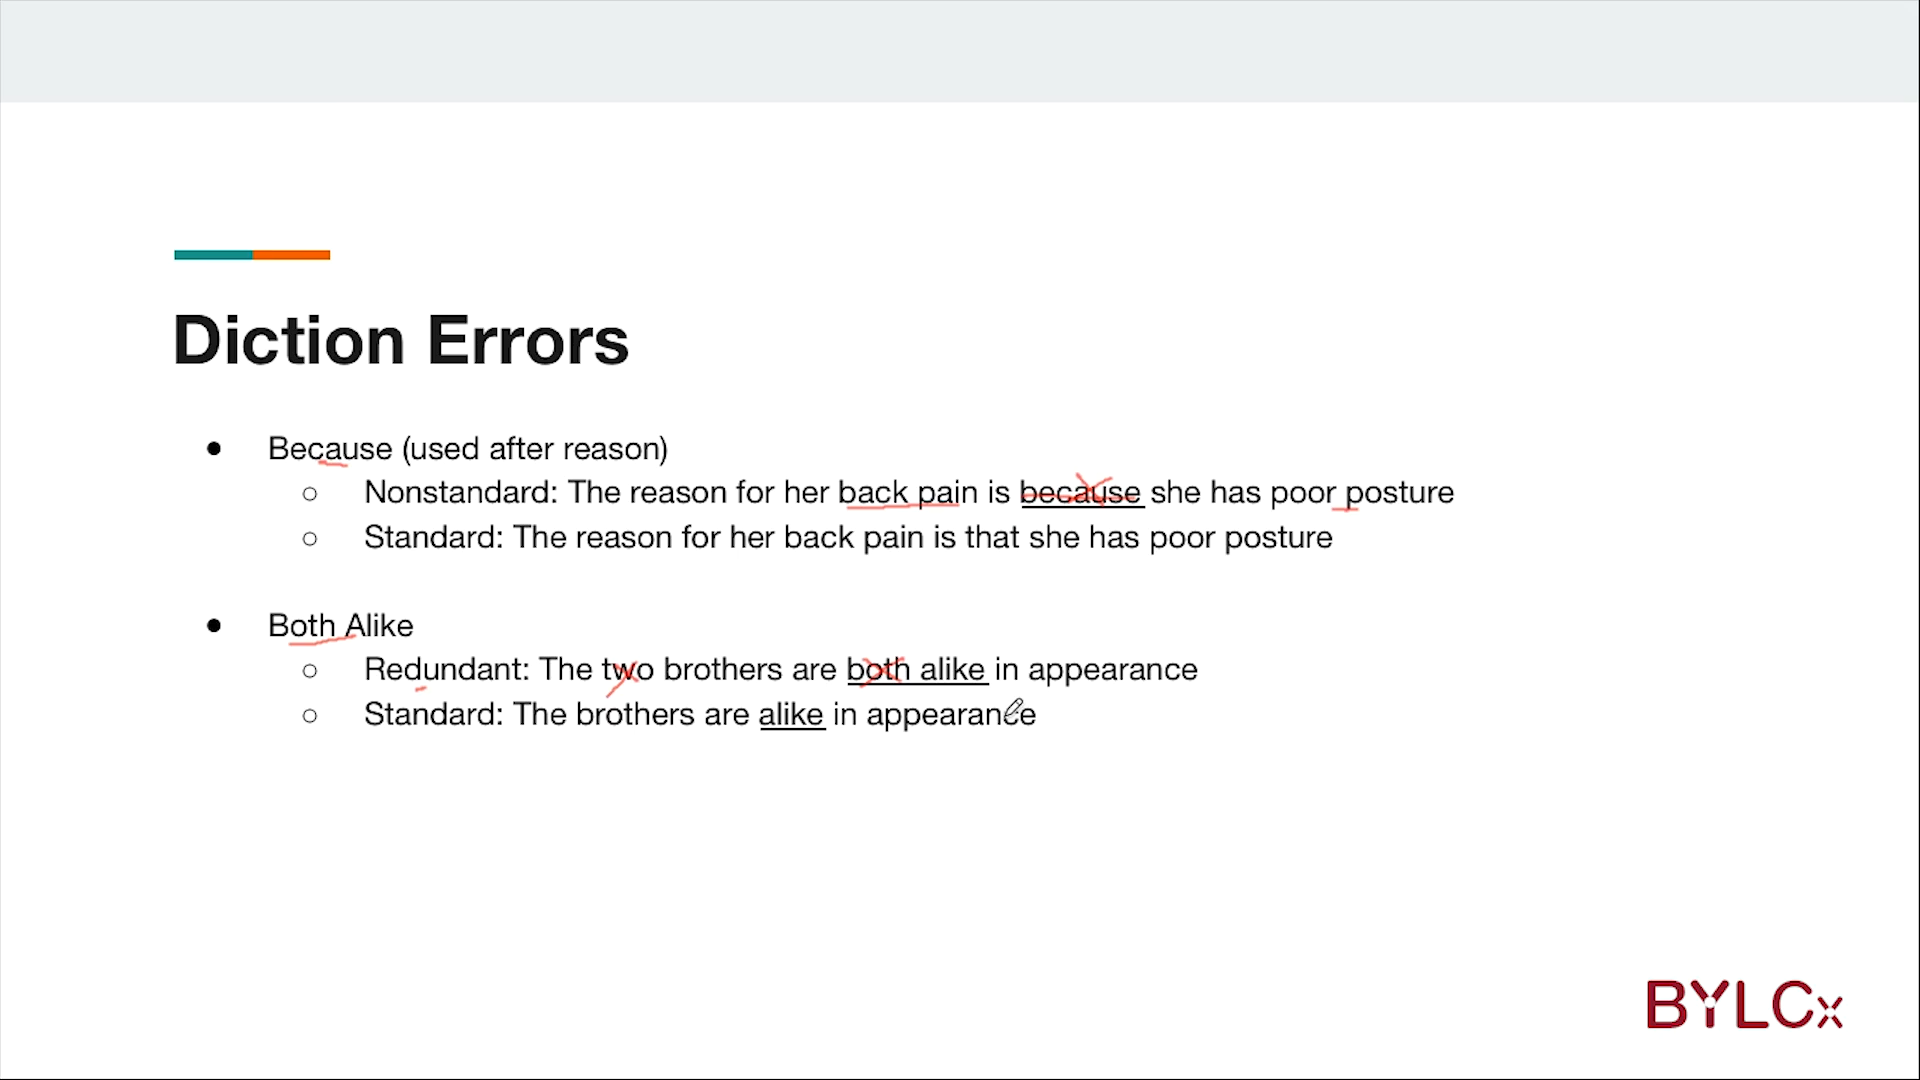 Diction Errors
● Because (used after reason)
○ Nonstandard: The reason for her back pain is because she has poor posture
○ Standard: The reason for her back pain is that she has poor posture
● Both Alike
○ Redundant: The two brothers are both alike in appearance
○ Standard: The brothers are alike in appearance
BYLCx